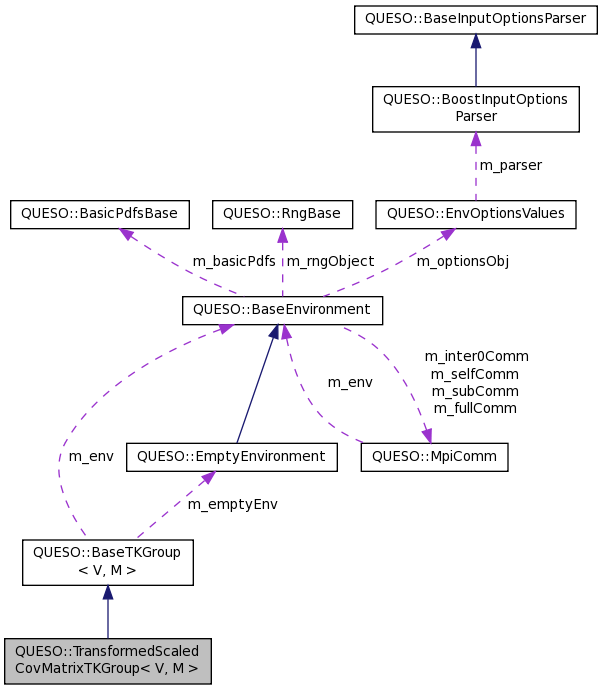 QUESO::BaseInputOptionsParser
QUESO::BoostInputOptions
Parser
m_parser
QUESO::BasicPdfsBase
QUESO::RngBase
QUESO::EnvOptionsValues
m_basicPdfs
m_rngObject
m_optionsObj
QUESO::BaseEnvironment
m_inter0Comm
m_selfComm
m_subComm
m_fullComm
m_env
m_env
QUESO::EmptyEnvironment
QUESO::MpiComm
m_emptyEnv
QUESO::BaseTKGroup
< V, M >
QUESO::TransformedScaled
CovMatrixTKGroup< V, M >